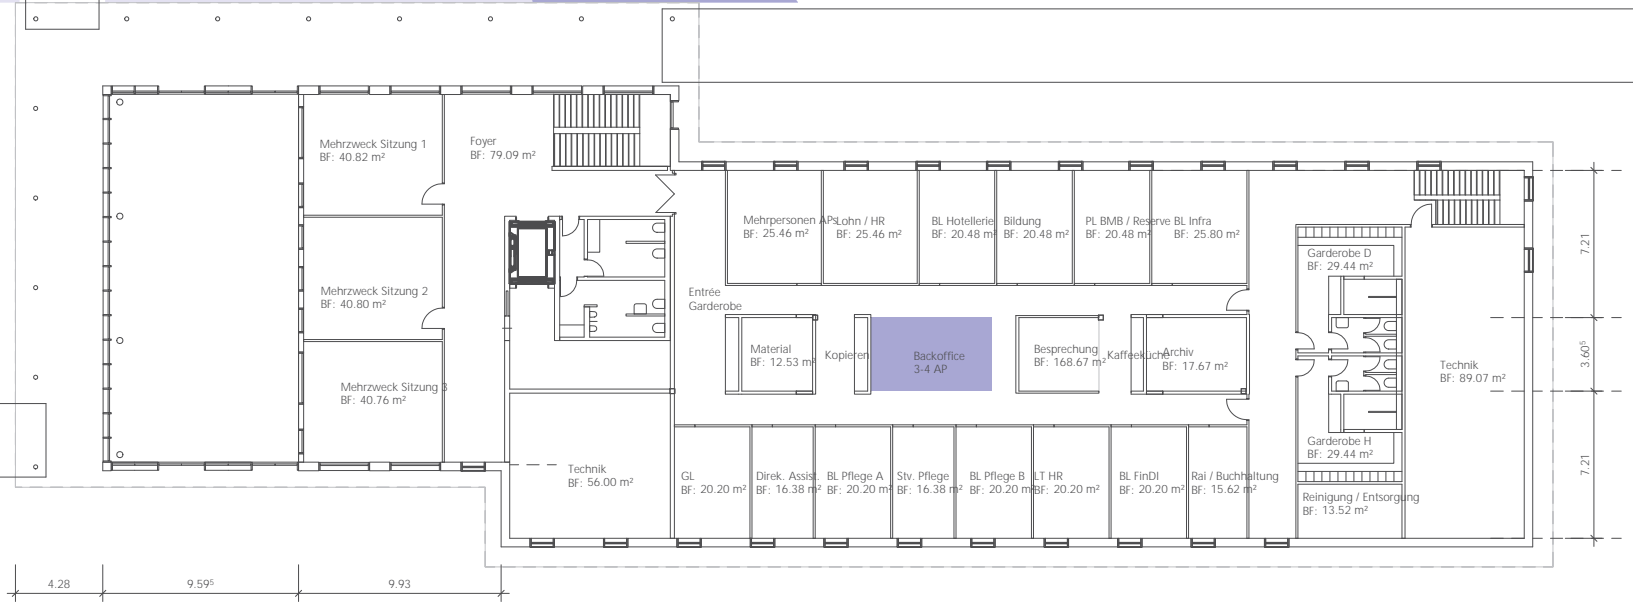 Mehrzweck Sitzung 1
BF: 40.82 m²
Foyer
BF: 79.09 m²
Mehrpersonen APs
BF: 25.46 m²
Lohn / HR
BF: 25.46 m²
BL Hotellerie
BF: 20.48 m²
Bildung
BF: 20.48 m²
PL BMB / Reserve
BF: 20.48 m²
BL Infra
BF: 25.80 m²
Garderobe D
BF: 29.44 m²
7.21
Mehrzweck Sitzung 2
BF: 40.80 m²
Entrée
Garderobe
Material
BF: 12.53 m²
Kopieren
Backoffice
3-4 AP
Besprechung
BF: 168.67 m²
Kaffeeküche
Archiv
BF: 17.67 m²
Technik
BF: 89.07 m²
3.60⁵
Mehrzweck Sitzung 3
BF: 40.76 m²
Technik
BF: 56.00 m²
GL
BF: 20.20 m²
Direk. Assist.
BF: 16.38 m²
BL Pflege A
BF: 20.20 m²
Stv. Pflege
BF: 16.38 m²
BL Pflege B
BF: 20.20 m²
LT HR
BF: 20.20 m²
BL FinDI
BF: 20.20 m²
Rai / Buchhaltung
BF: 15.62 m²
Garderobe H
BF: 29.44 m²
7.21
Reinigung / Entsorgung
BF: 13.52 m²
4.28
9.59⁵
9.93